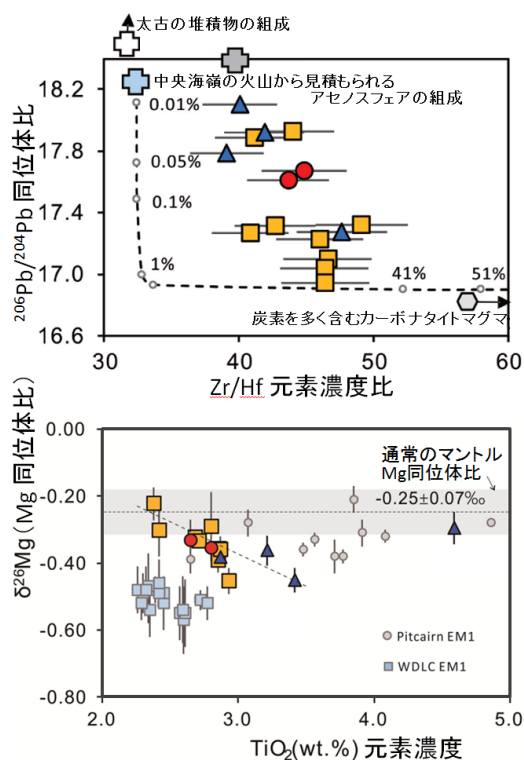 太古の堆積物の組成
中央海嶺の火山から見積もられる
アセノスフェアの組成
18.2
17.8
17.4
17.0
16.6
0.01%
0.05%
0.1%
1%
41%
51%
炭素を多く含むカーボナタイトマグマ
30
40
50
60
Zr/Hf 元素濃度比
206Pb/204Pb 同位体比
0.00
-0.20
-0.40
-0.60
-0.80
通常のマントル
Mg同位体比
-0.25±0.07‰
Pitcairn EM1
WDLC EM1
2.0
3.0
4.0
5.0
TiO2(wt.%) 元素濃度
δ26Mg(Mg 同位体比)